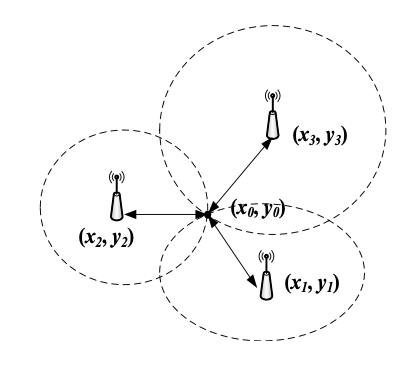 (x3, y3)
(x0, y0)
(x2, y2)
(x1, y1)